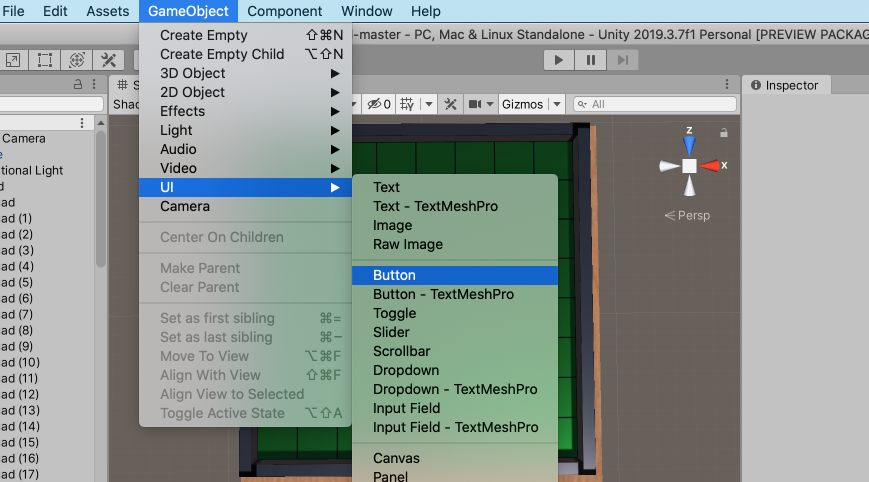 File Edit Assets GameObject Component Window Help
-master - PC, Mac & Linux Standalone - Unity 2019.3.7f1 Personal [PREVIEW PACKAG
Create Empty ⇧⌘N
Create Empty Child ⌥⇧N
3D Object ▶
2D Object ▶
Effects ▶
Light ▶
Audio ▶
Video ▶
UI ▶
Camera
Center On Children
Make Parent
Clear Parent
Set as first sibling ⌘=
Set as last sibling ⌘−
Move To View ⌥⌘F
Align With View ⇧⌘F
Align View to Selected
Toggle Active State ⌥⇧A
Text
Text - TextMeshPro
Image
Raw Image
Button
Button - TextMeshPro
Toggle
Slider
Scrollbar
Dropdown
Dropdown - TextMeshPro
Input Field
Input Field - TextMeshPro
Canvas
Panel
# S
Shad
0
Gizmos
All
Inspector
z
x
Persp
Camera
e
tional Light
d
ad
ad (1)
ad (2)
ad (3)
ad (4)
ad (5)
ad (6)
ad (7)
ad (8)
ad (9)
ad (10)
ad (11)
ad (12)
ad (13)
ad (14)
ad (15)
ad (16)
ad (17)